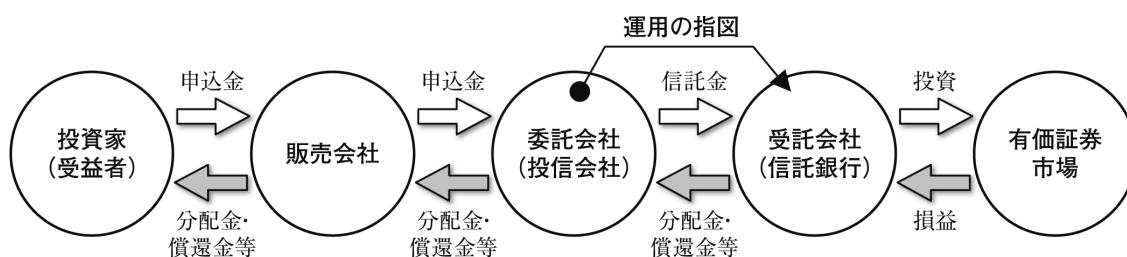 運用の指図
申込金
申込金
信託金
投資
投資家
（受益者）
販売会社
委託会社
（投信会社）
受託会社
（信託銀行）
有価証券
市場
分配金・
償還金等
分配金・
償還金等
分配金・
償還金等
損益